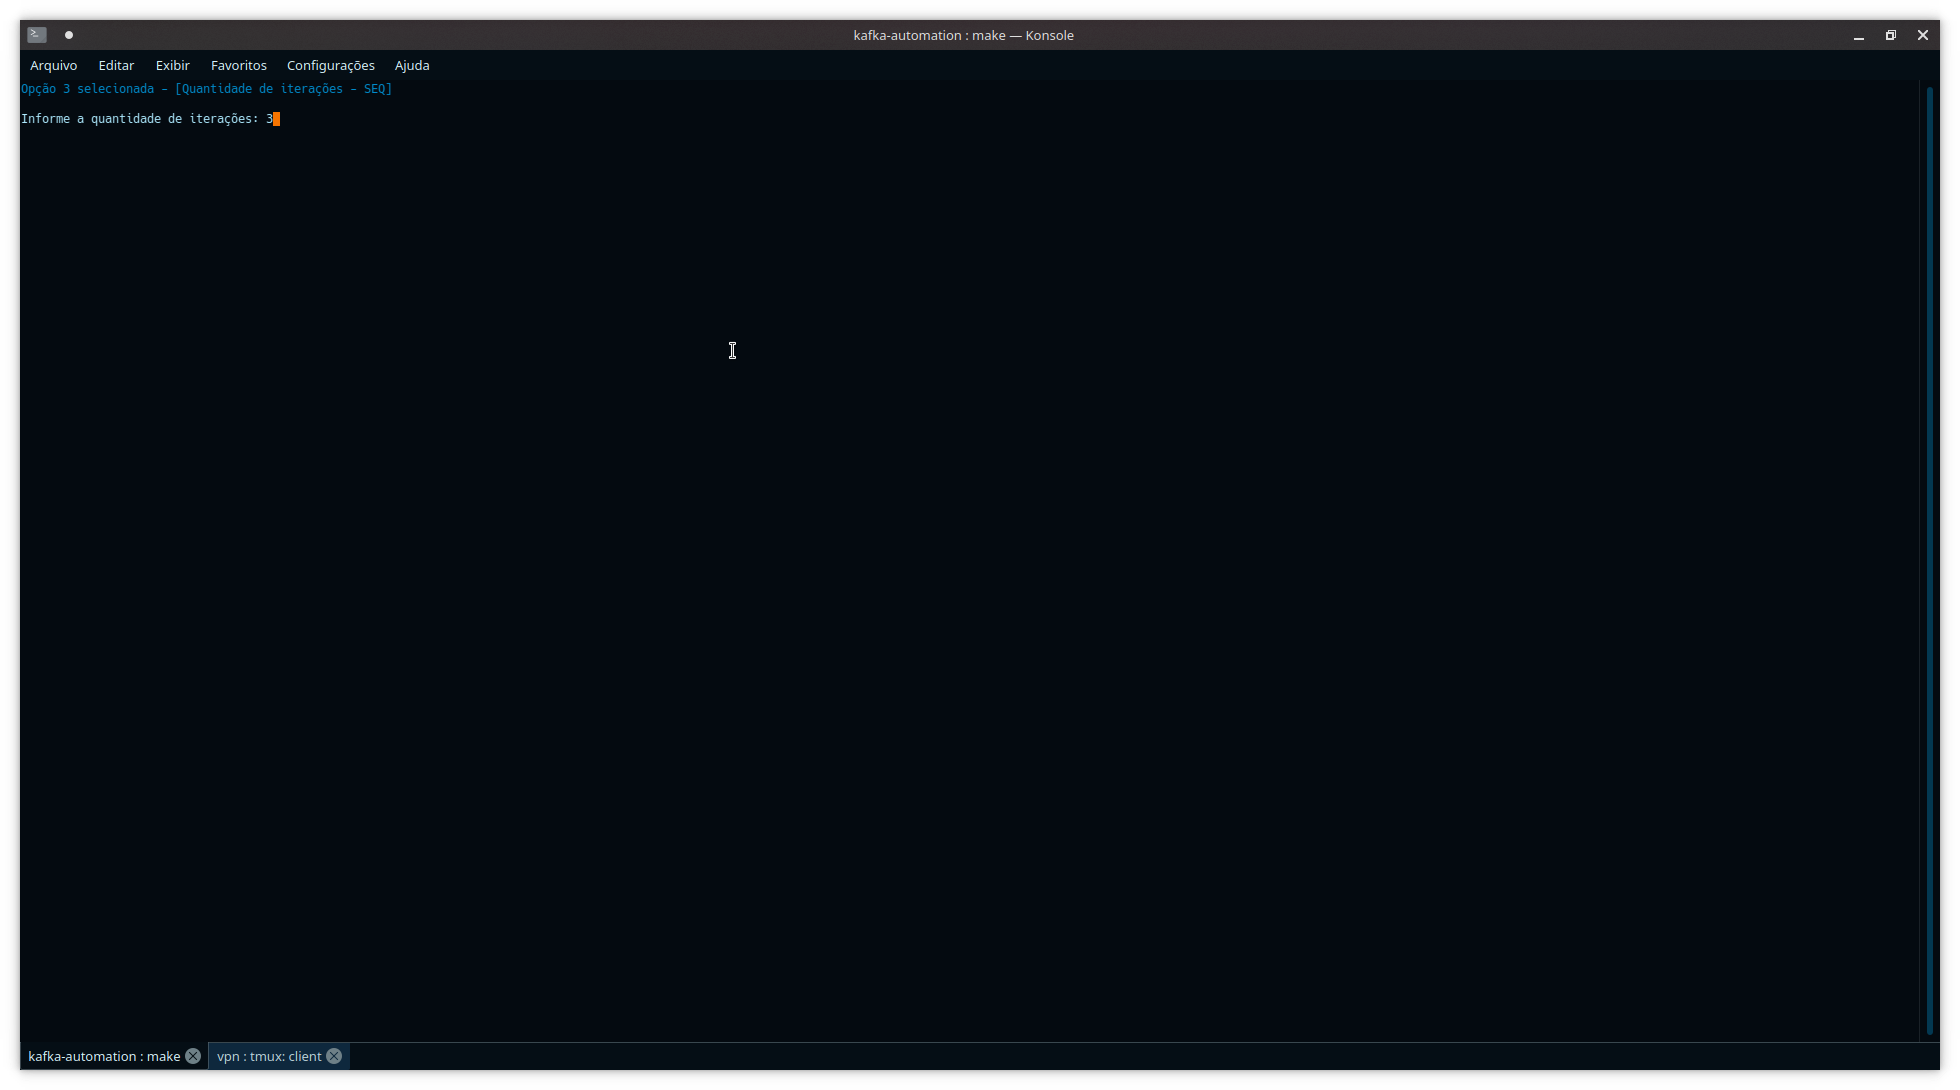 kafka-automation : make — Konsole
Arquivo Editar Exibir Favoritos Configurações Ajuda
Opção 3 selecionada - [Quantidade de iterações - SEQ]
Informe a quantidade de iterações: 3
kafka-automation : make vpn : tmux: client